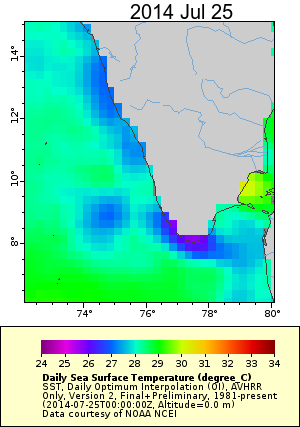 2014 Jul 25
14°
12°
10°
8°
74° 76° 78° 80°
24 25 26 27 28 29 30 31 32 33 34
Daily Sea Surface Temperature (degree_C)
SST, Daily Optimum Interpolation (OI), AVHRR
Only, Version 2, Final+Preliminary, 1981-present
(2014-07-25T00:00:00Z, Altitude=0.0 m)
Data courtesy of NOAA NCEI